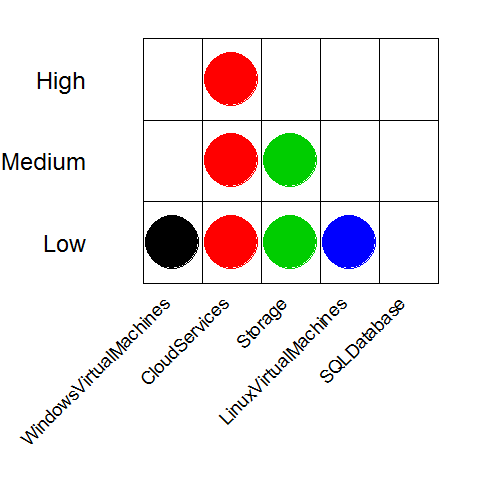 High
Medium
Low
WindowsVirtualMachines
CloudServices
Storage
LinuxVirtualMachines
SQLDatabase